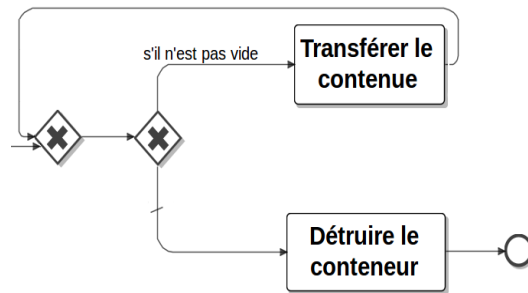 s'il n'est pas vide
Transférer le
contenue
Détruire le
conteneur